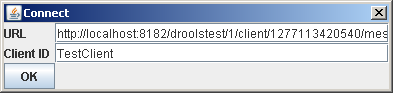 Connect
URL http://localhost:8182/droolstest/1/client/1277113420540/mes
Client ID TestClient
OK